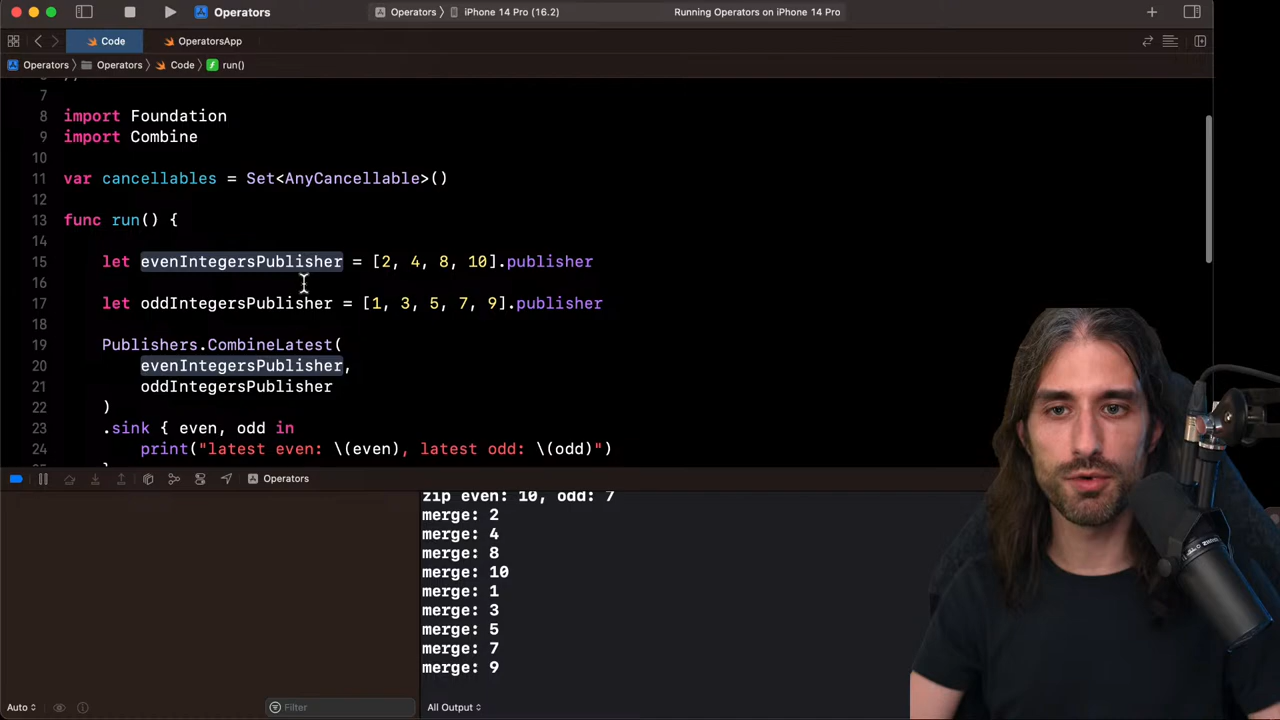 Operators
Operators
iPhone 14 Pro (16.2)
Running Operators on iPhone 14 Pro
Code
OperatorsApp
Operators
Operators
Code
run()
7
8 import Foundation
9 import Combine
10
11 var cancellables = Set<AnyCancellable>()
12
13 func run() {
14
15 let evenIntegersPublisher = [2, 4, 8, 10].publisher
16
17 let oddIntegersPublisher = [1, 3, 5, 7, 9].publisher
18
19 Publishers.CombineLatest(
20 evenIntegersPublisher,
21 oddIntegersPublisher
22 )
23 .sink { even, odd in
24 print("latest even: \(even), latest odd: \(odd)")
Operators
zip even: 10, odd: 7
merge: 2
merge: 4
merge: 8
merge: 10
merge: 1
merge: 3
merge: 5
merge: 7
merge: 9
Auto
Filter
All Output